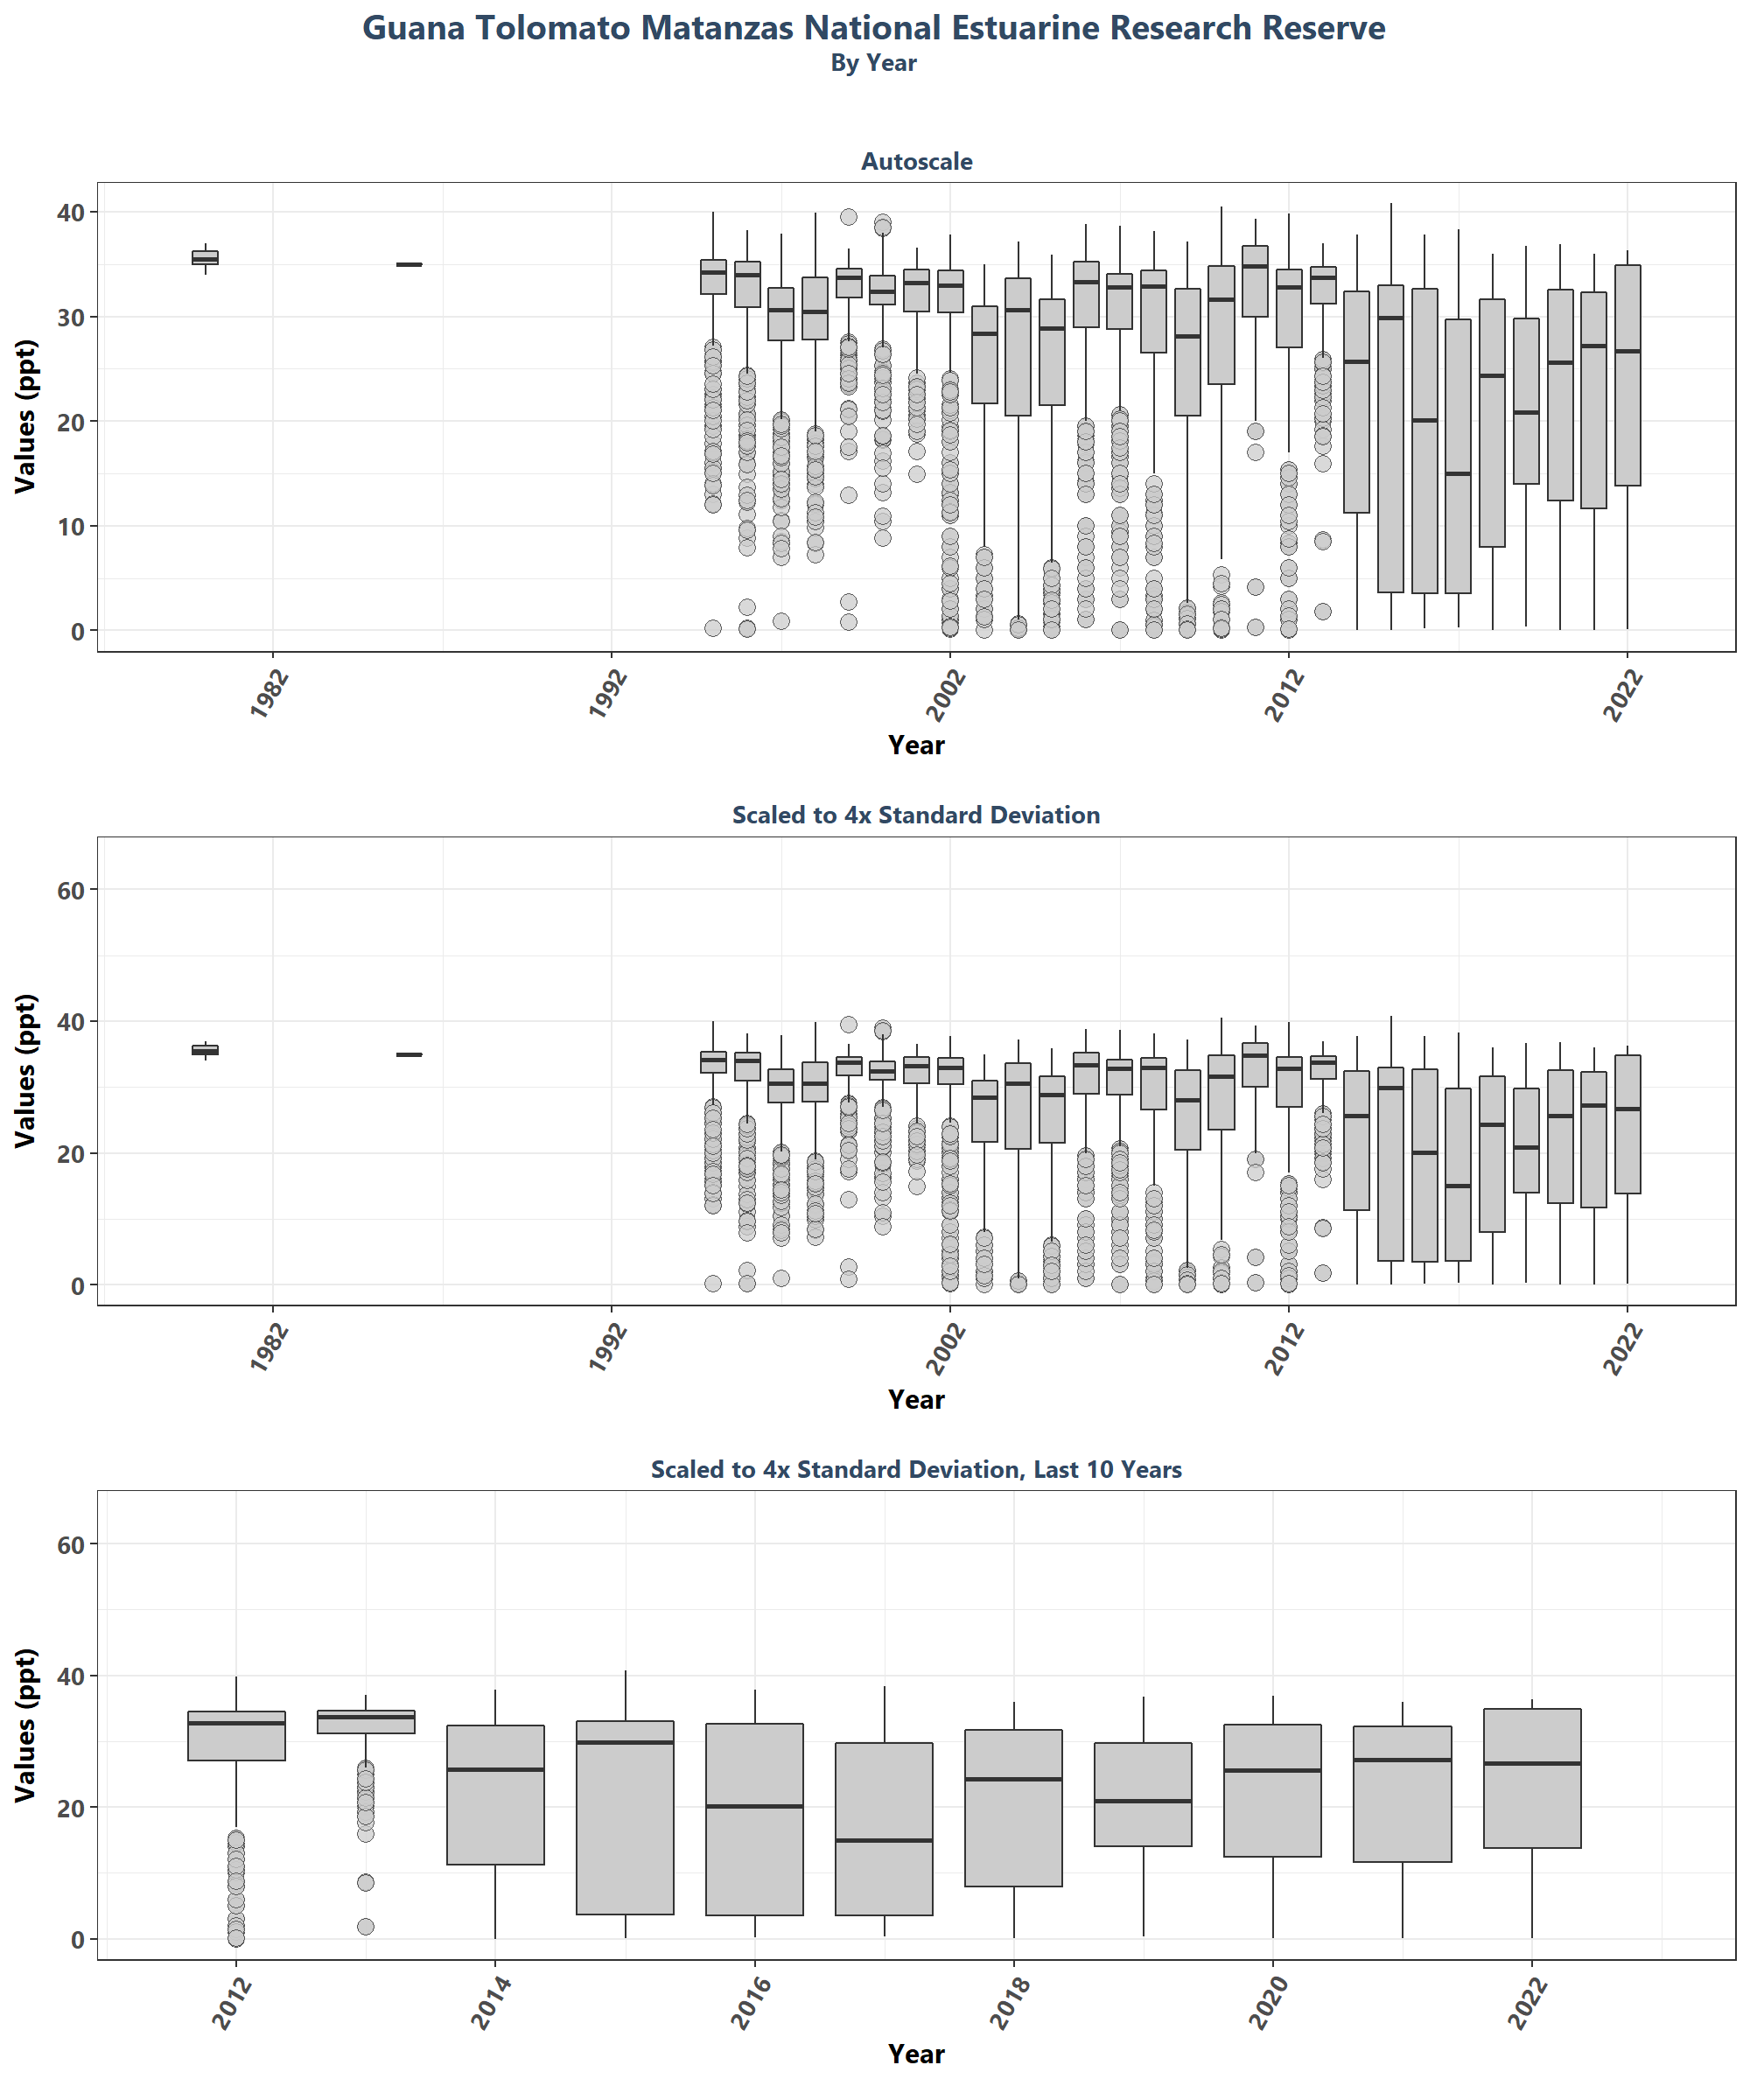 Guana Tolomato Matanzas National Estuarine Research Reserve
By Year
Autoscale
Values (ppt)
40
30
20
10
0
1982
1992
2002
2012
2022
Year
Scaled to 4x Standard Deviation
Values (ppt)
60
40
20
0
1982
1992
2002
2012
2022
Year
Scaled to 4x Standard Deviation, Last 10 Years
Values (ppt)
60
40
20
0
2012
2014
2016
2018
2020
2022
Year